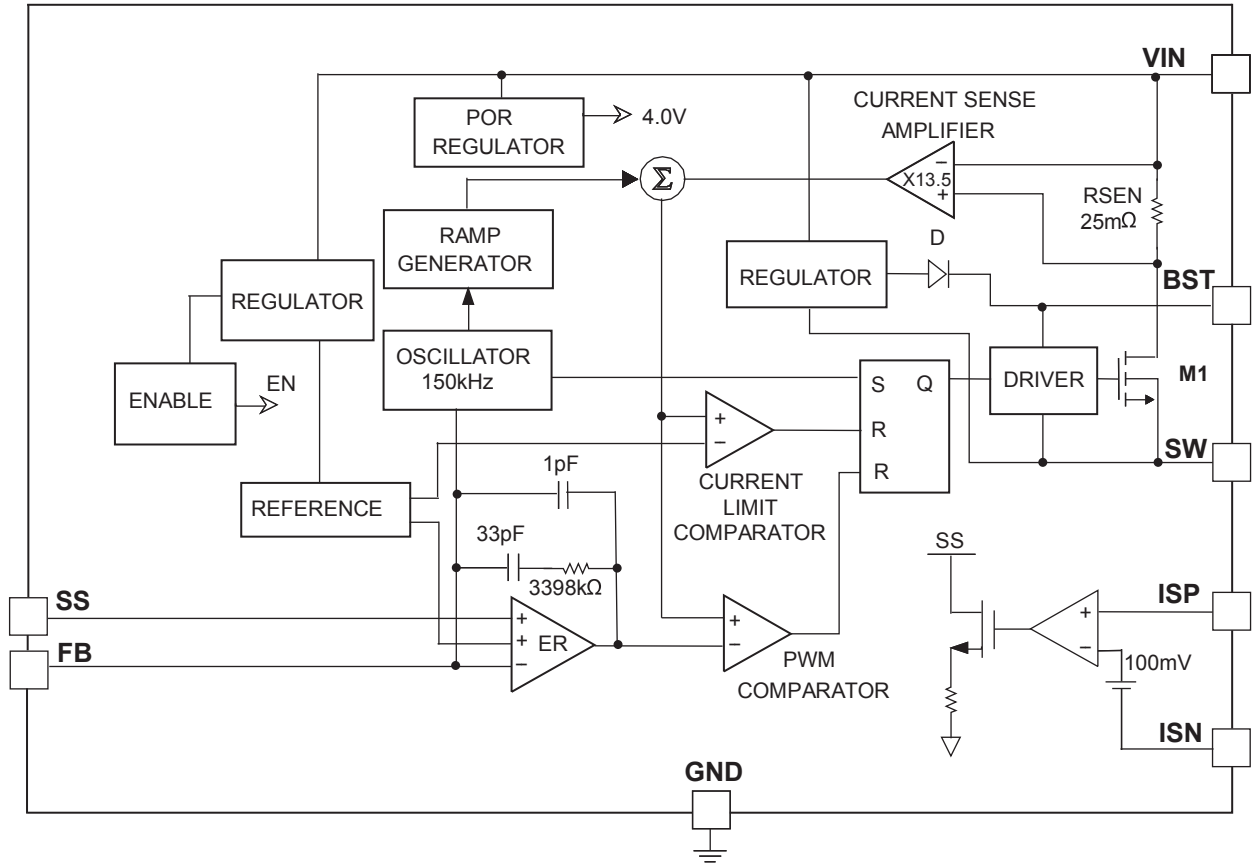 VIN
CURRENT SENSE
AMPLIFIER
POR
REGULATOR
4.0V
Σ
−
X13.5
+
RSEN
25mΩ
RAMP
GENERATOR
D
REGULATOR
REGULATOR
BST
OSCILLATOR
150kHz
ENABLE
EN
S
Q
DRIVER
M1
+
−
R
SW
1pF
R
REFERENCE
CURRENT
LIMIT
COMPARATOR
33pF
3398kΩ
SS
SS
ISP
+
+
ER
−
+
−
+
−
FB
PWM
COMPARATOR
100mV
ISN
GND